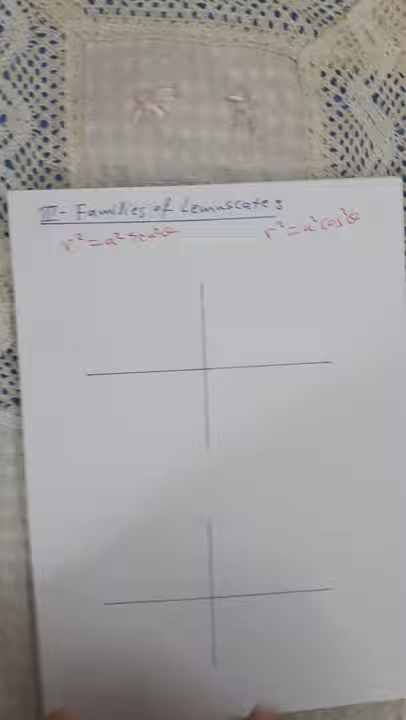 III- Families of Lemniscates
r² = a² sin²θ
r² = a² cos²θ